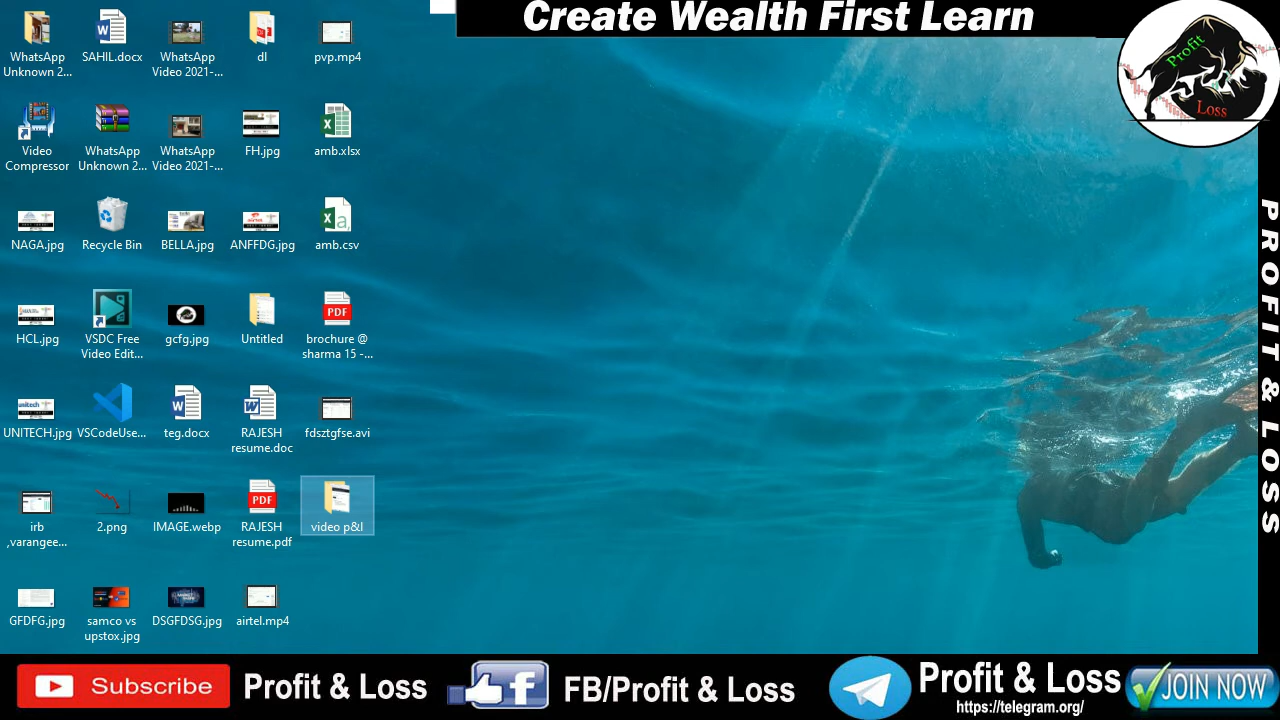 Create Wealth First Learn
Profit
Loss
WhatsApp
Unknown 2...
SAHIL.docx
WhatsApp
Video 2021-...
dl
pvp.mp4
Video
Compressor
WhatsApp
Unknown 2...
WhatsApp
Video 2021-...
FH.jpg
amb.xlsx
NAGA.jpg
Recycle Bin
BELLA.jpg
ANFFDG.jpg
amb.csv
HCL.jpg
VSDC Free
Video Edit...
gcfg.jpg
Untitled
PDF
brochure @
sharma 15 -...
unitech
UNITECH.jpg
VSCodeUse...
teg.docx
RAJESH
resume.doc
fdsztgfse.avi
irb
,varangee...
2.png
IMAGE.webp
PDF
RAJESH
resume.pdf
video p&l
GFDFG.jpg
samco vs
upstox.jpg
DSGFDSG.jpg
airtel.mp4
PROFIT & LOSS
Subscribe
Profit & Loss
FB/Profit & Loss
Profit & Loss
https://telegram.org/
JOIN NOW